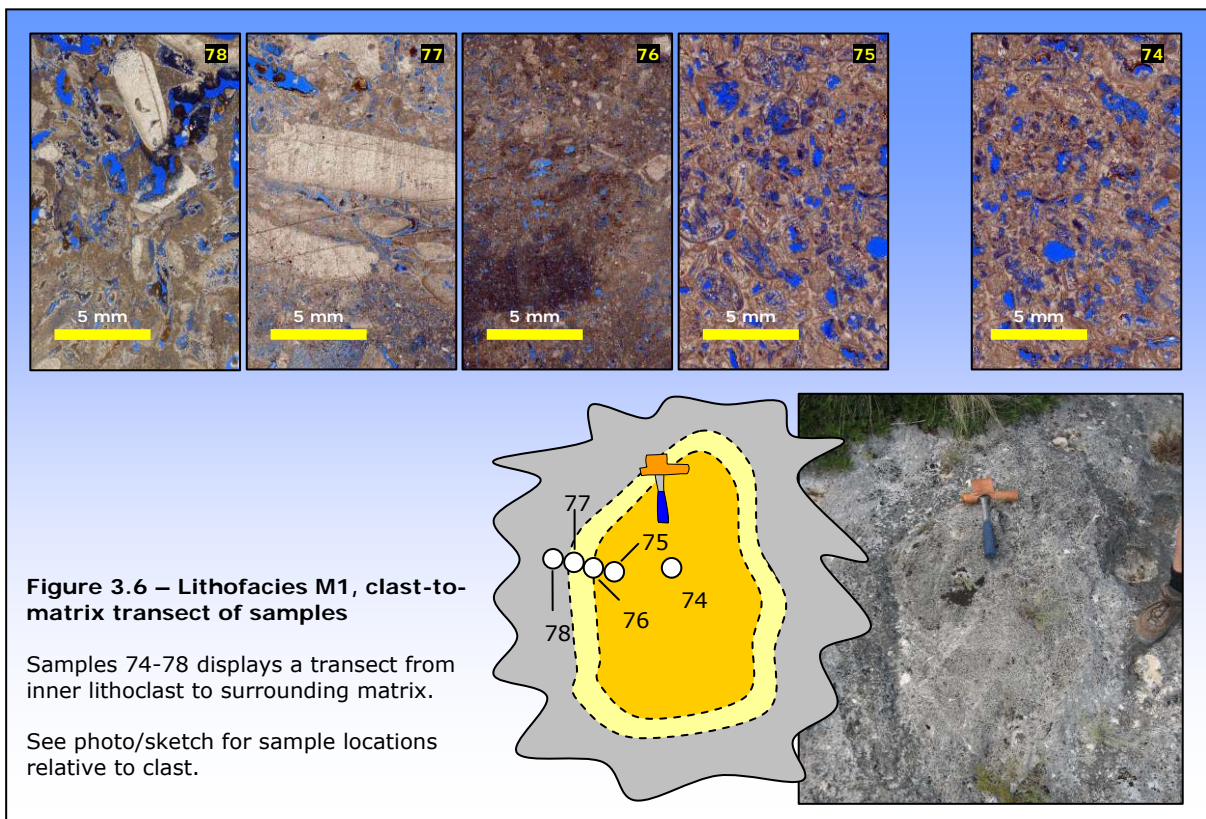 78
77
76
75
74
5 mm
5 mm
5 mm
5 mm
5 mm
77
75
78
76
74
Figure 3.6 – Lithofacies M1, clast-to-
matrix transect of samples
Samples 74-78 displays a transect from
inner lithoclast to surrounding matrix.
See photo/sketch for sample locations
relative to clast.